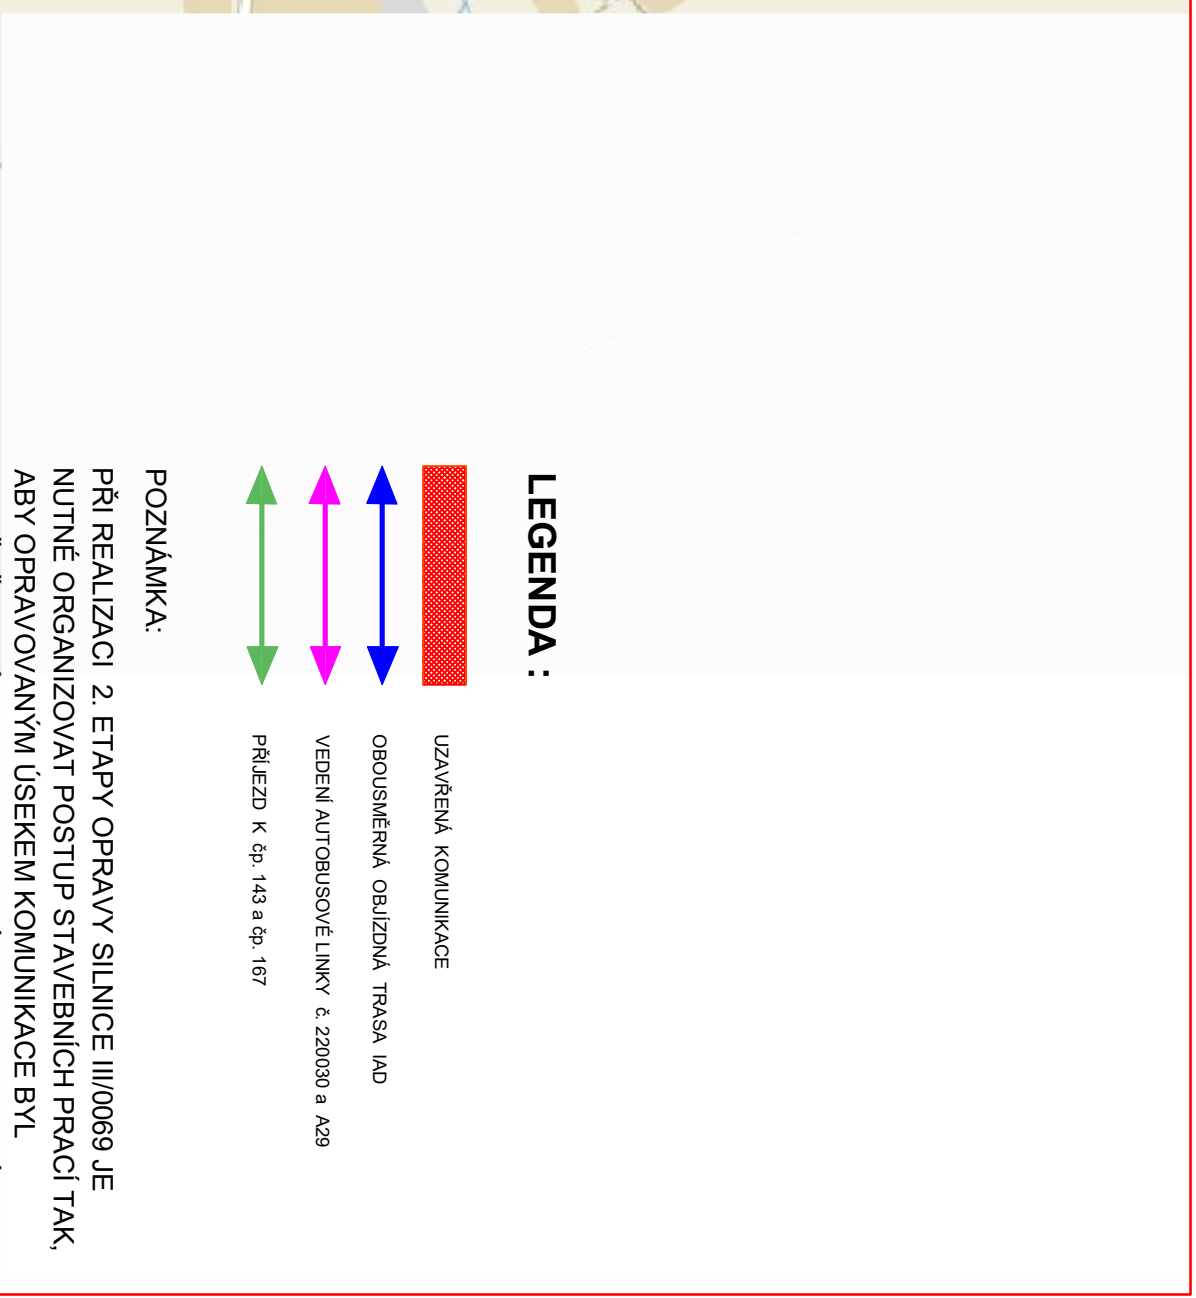 LEGENDA :
UZAVŘENÁ KOMUNIKACE
OBOUSMĚRNÁ OBJÍZDNÁ TRASA IAD
VEDENÍ AUTOBUSOVÉ LINKY č. 220030 a A29
PŘÍJEZD K čp. 143 a čp. 167
POZNÁMKA:
PŘI REALIZACI 2. ETAPY OPRAVY SILNICE III/0069 JE
NUTNÉ ORGANIZOVAT POSTUP STAVEBNÍCH PRACÍ TAK,
ABY OPRAVOVANÝM ÚSEKEM KOMUNIKACE BYL